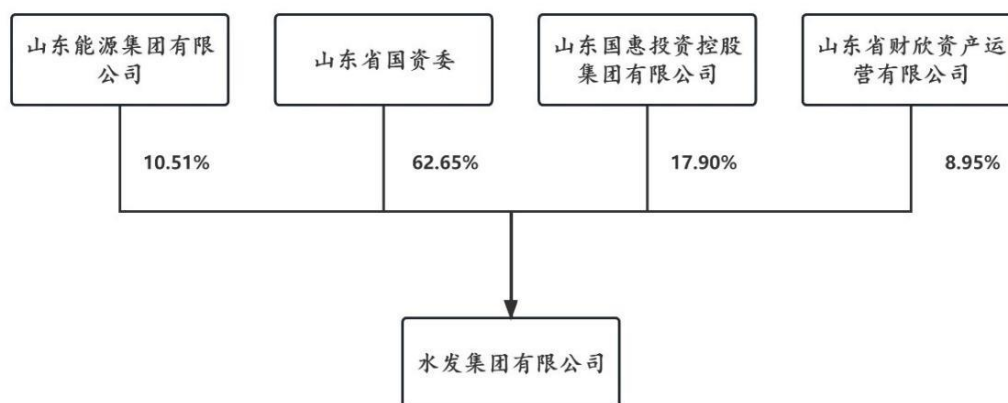 山东能源集团有限
公司
山东省国资委
山东国惠投资控股
集团有限公司
山东省财欣资产运
营有限公司
10.51%
62.65%
17.90%
8.95%
水发集团有限公司